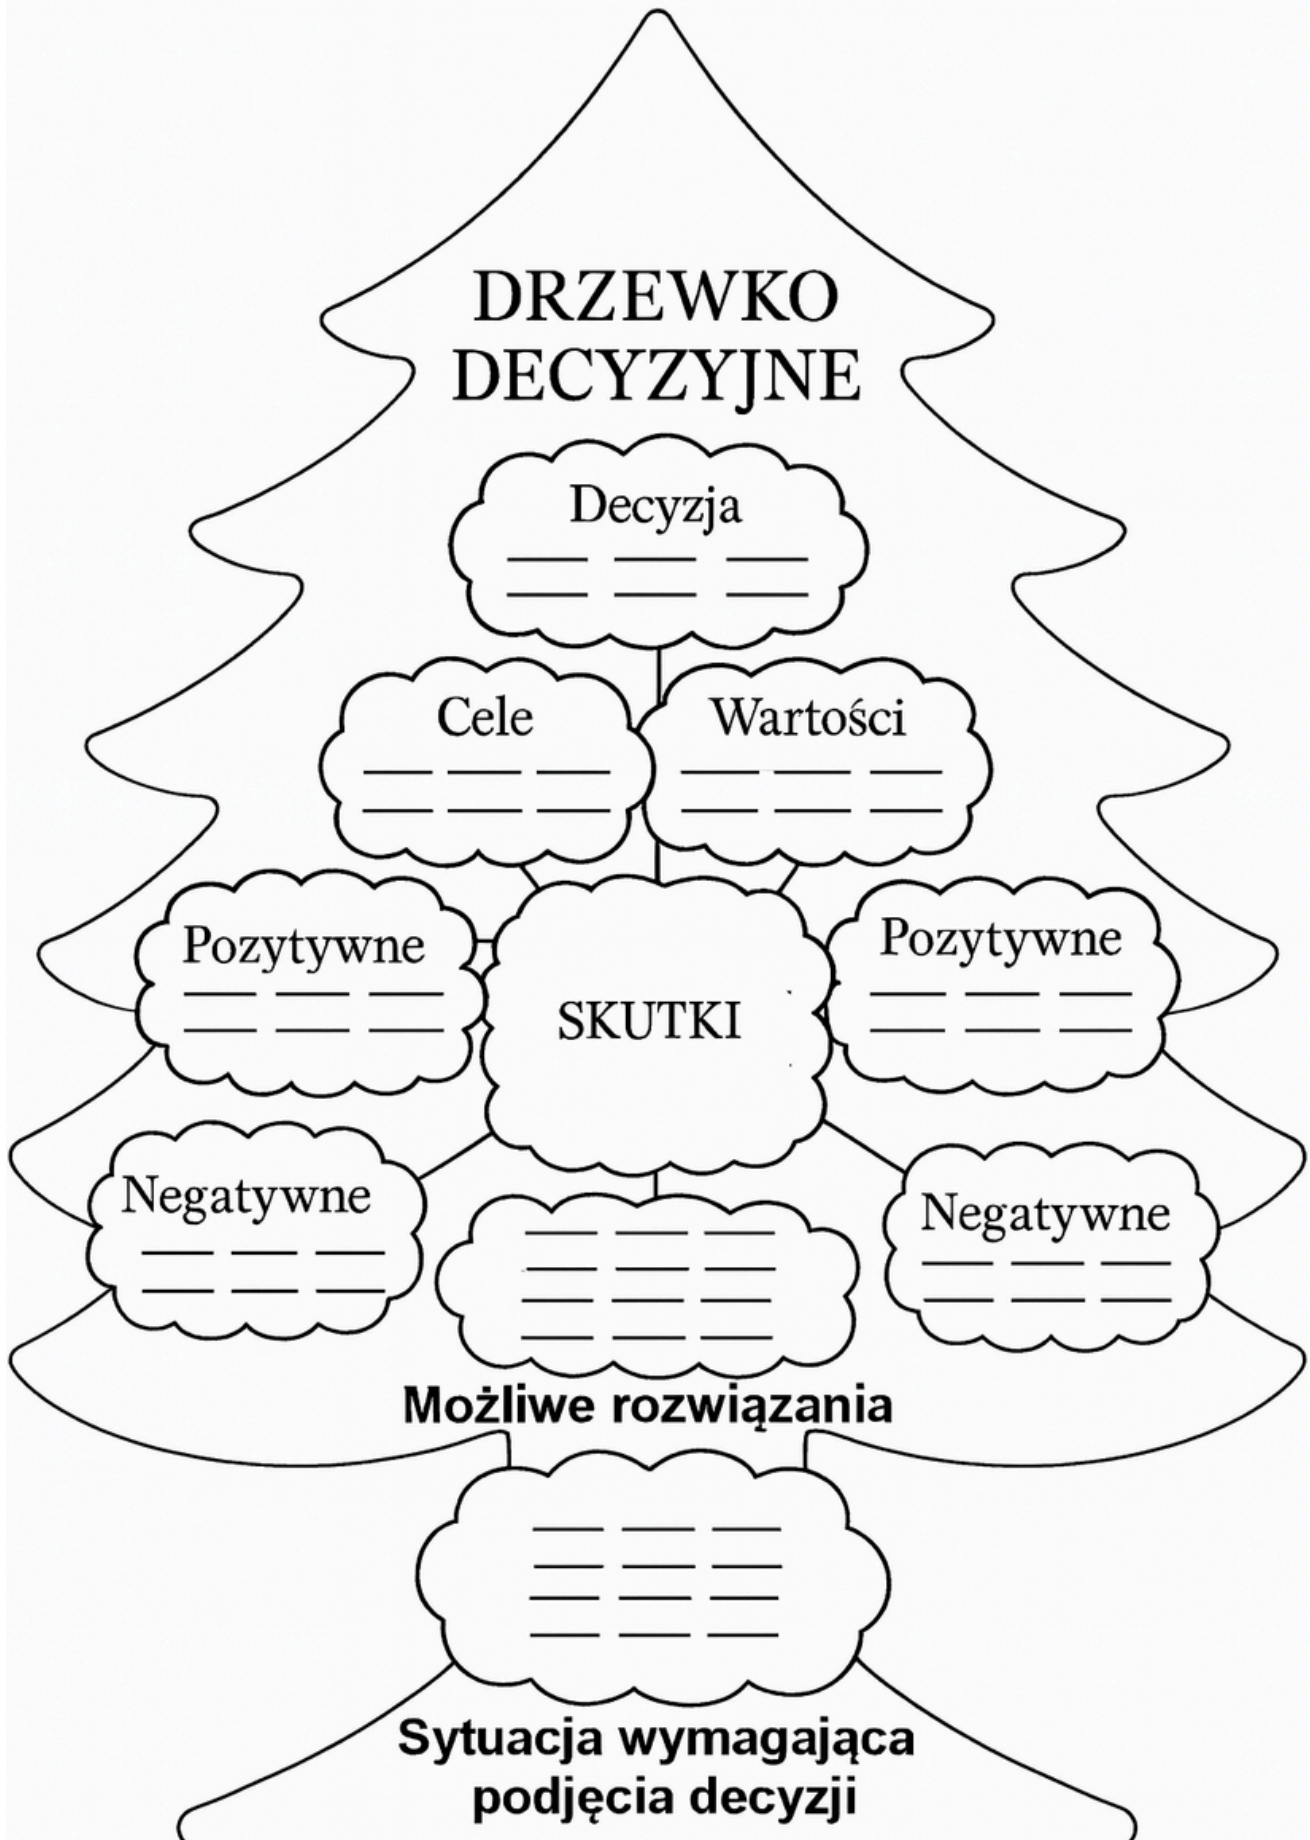 DRZEWKO
DECYZYJNE
Decyzja
Cele
Wartości
Pozytywne
SKUTKI
Pozytywne
Negatywne
Negatywne
Możliwe rozwiązania
Sytuacja wymagająca
podjęcia decyzji